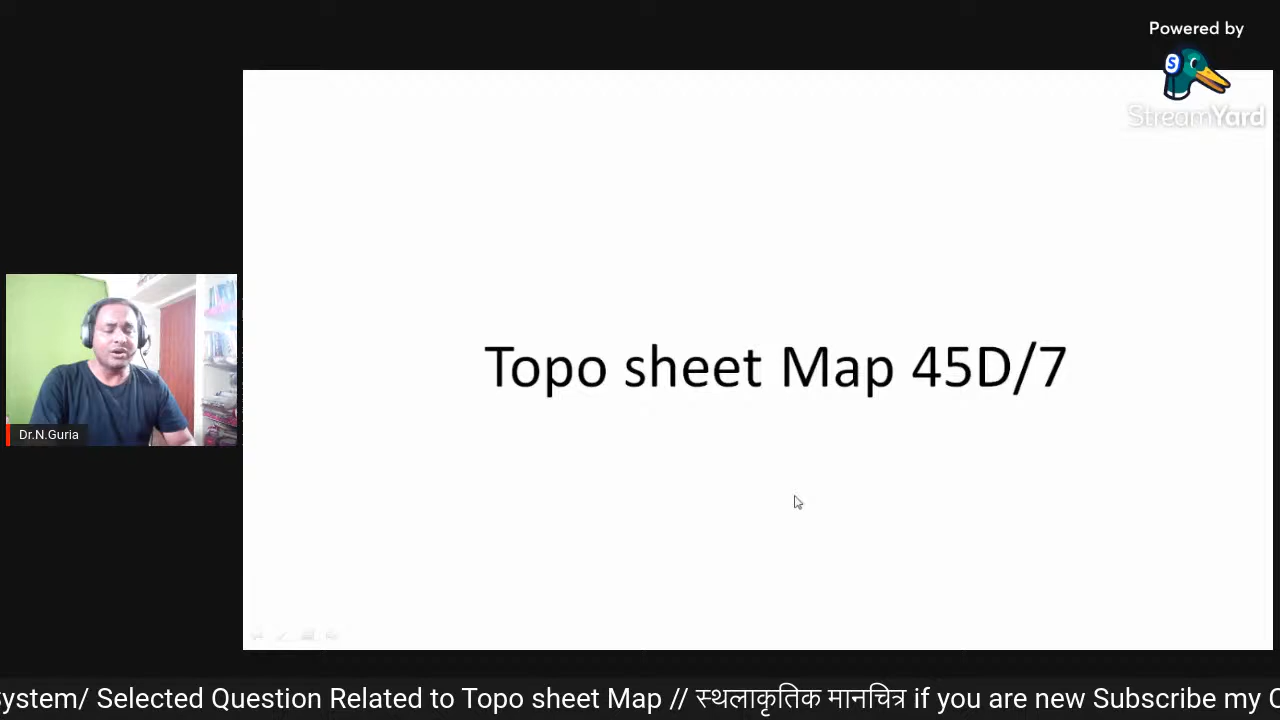 Powered by
S
StreamYard
Topo sheet Map 45D/7
Dr.N.Guria
System/ Selected Question Related to Topo sheet Map // स्थलाकृतिक मानचित्र if you are new Subscribe my